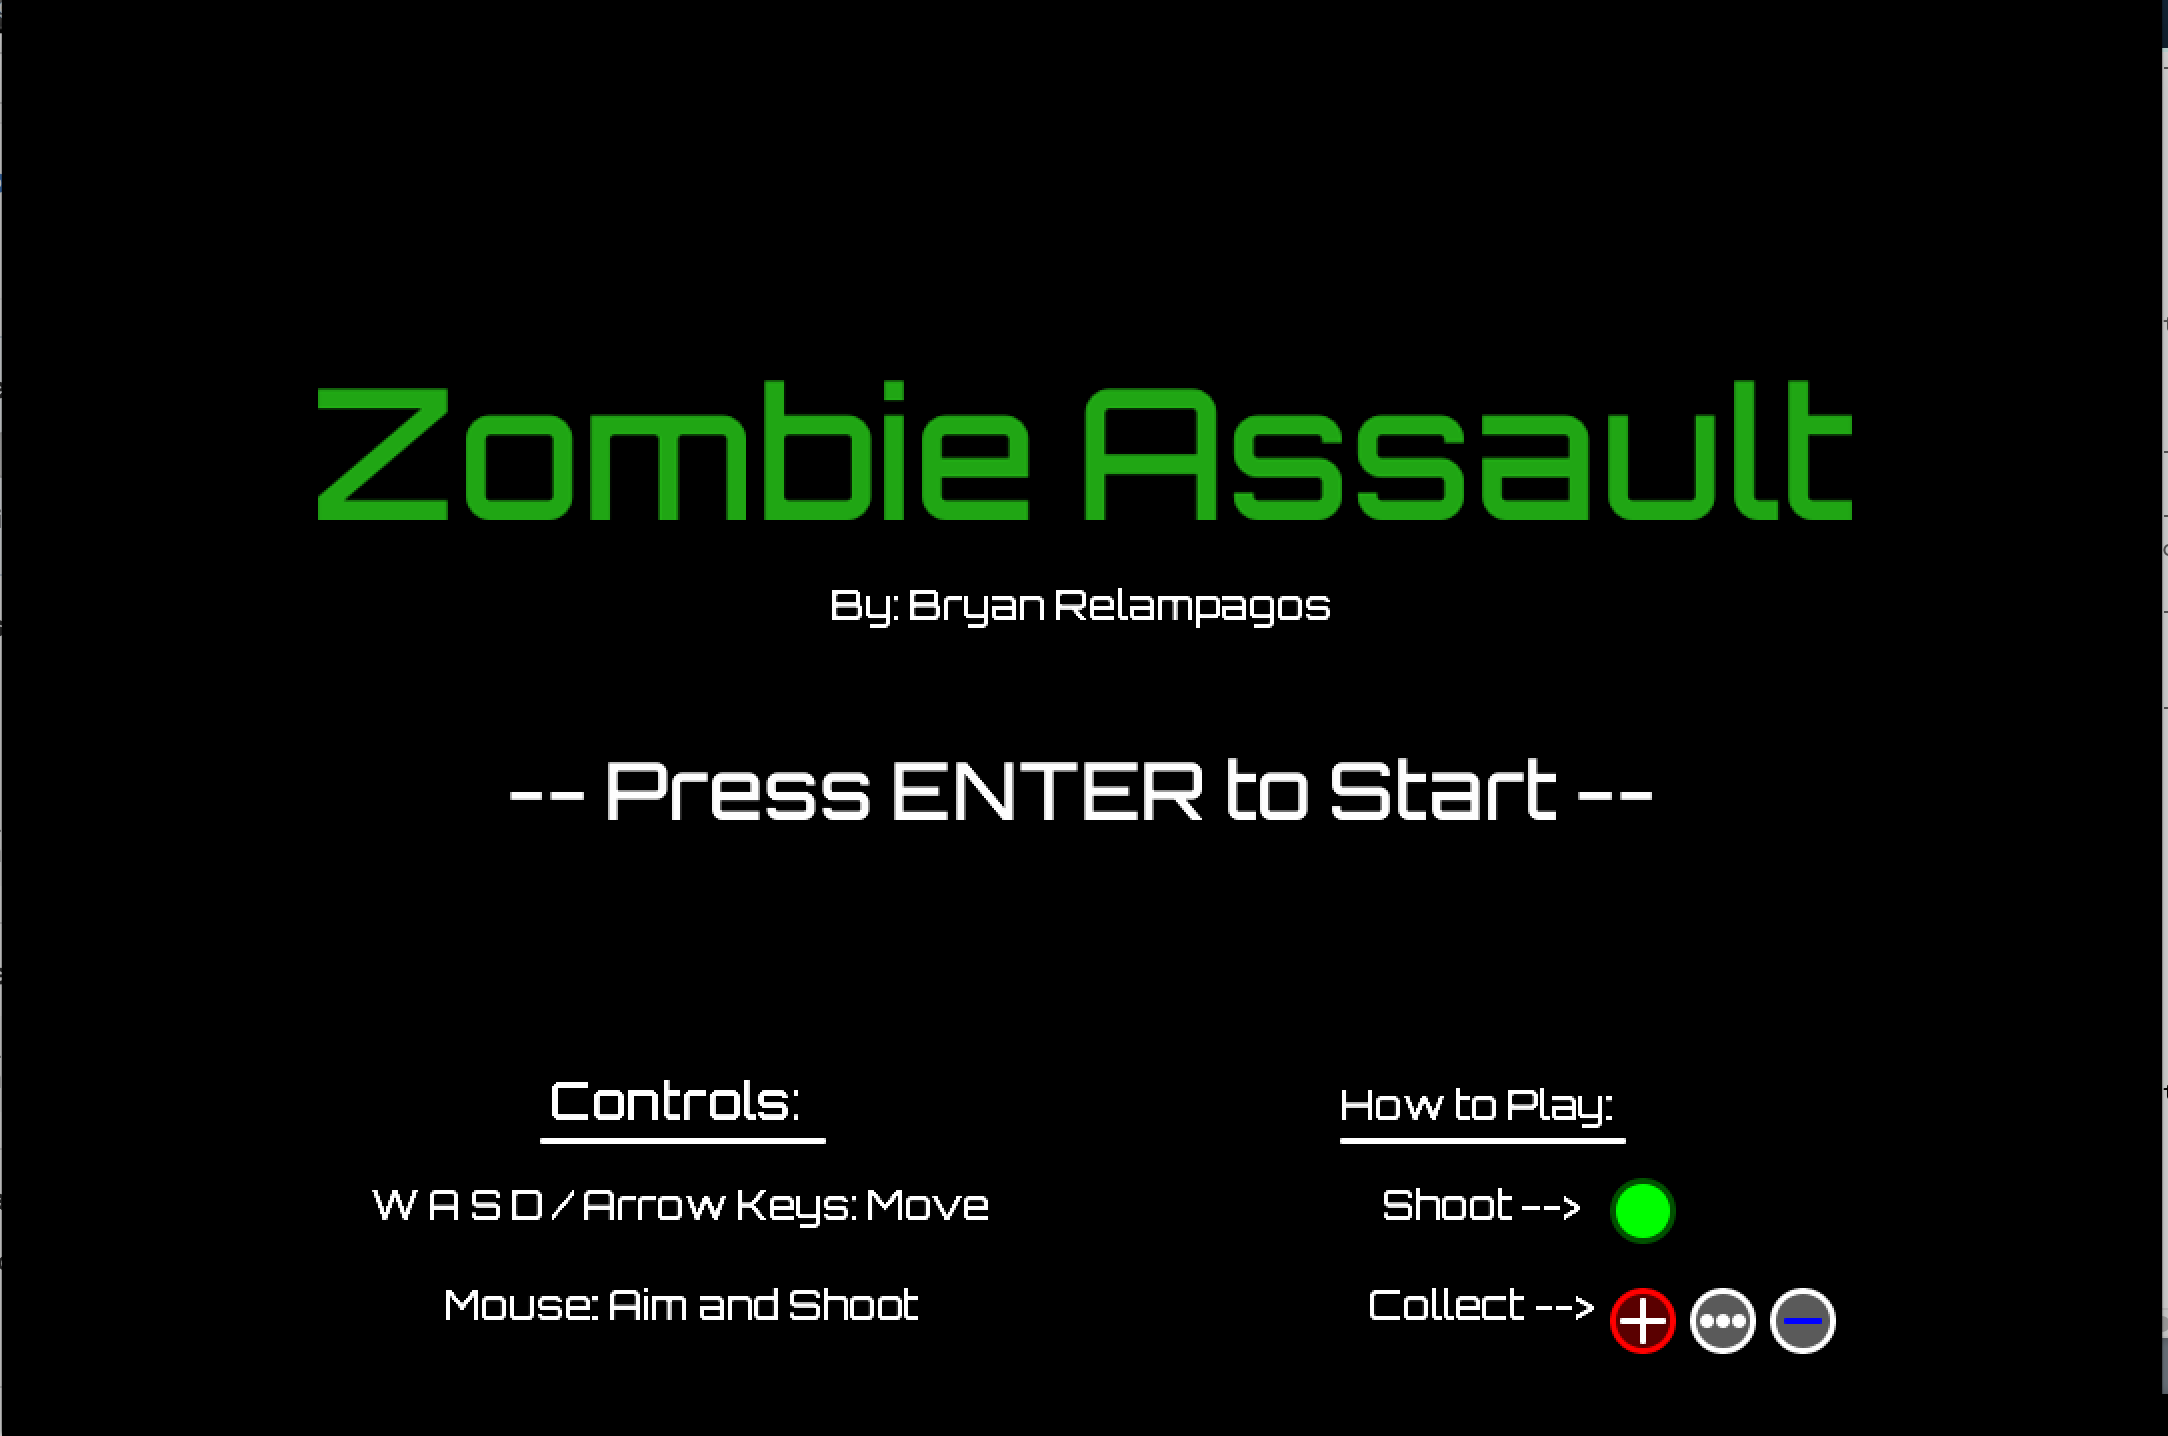 Zombie Assault
By: Bryan Relampagos
-- Press ENTER to Start --
Controls:
W A S D / Arrow Keys: Move
Mouse: Aim and Shoot
How to Play:
Shoot -->
Collect -->